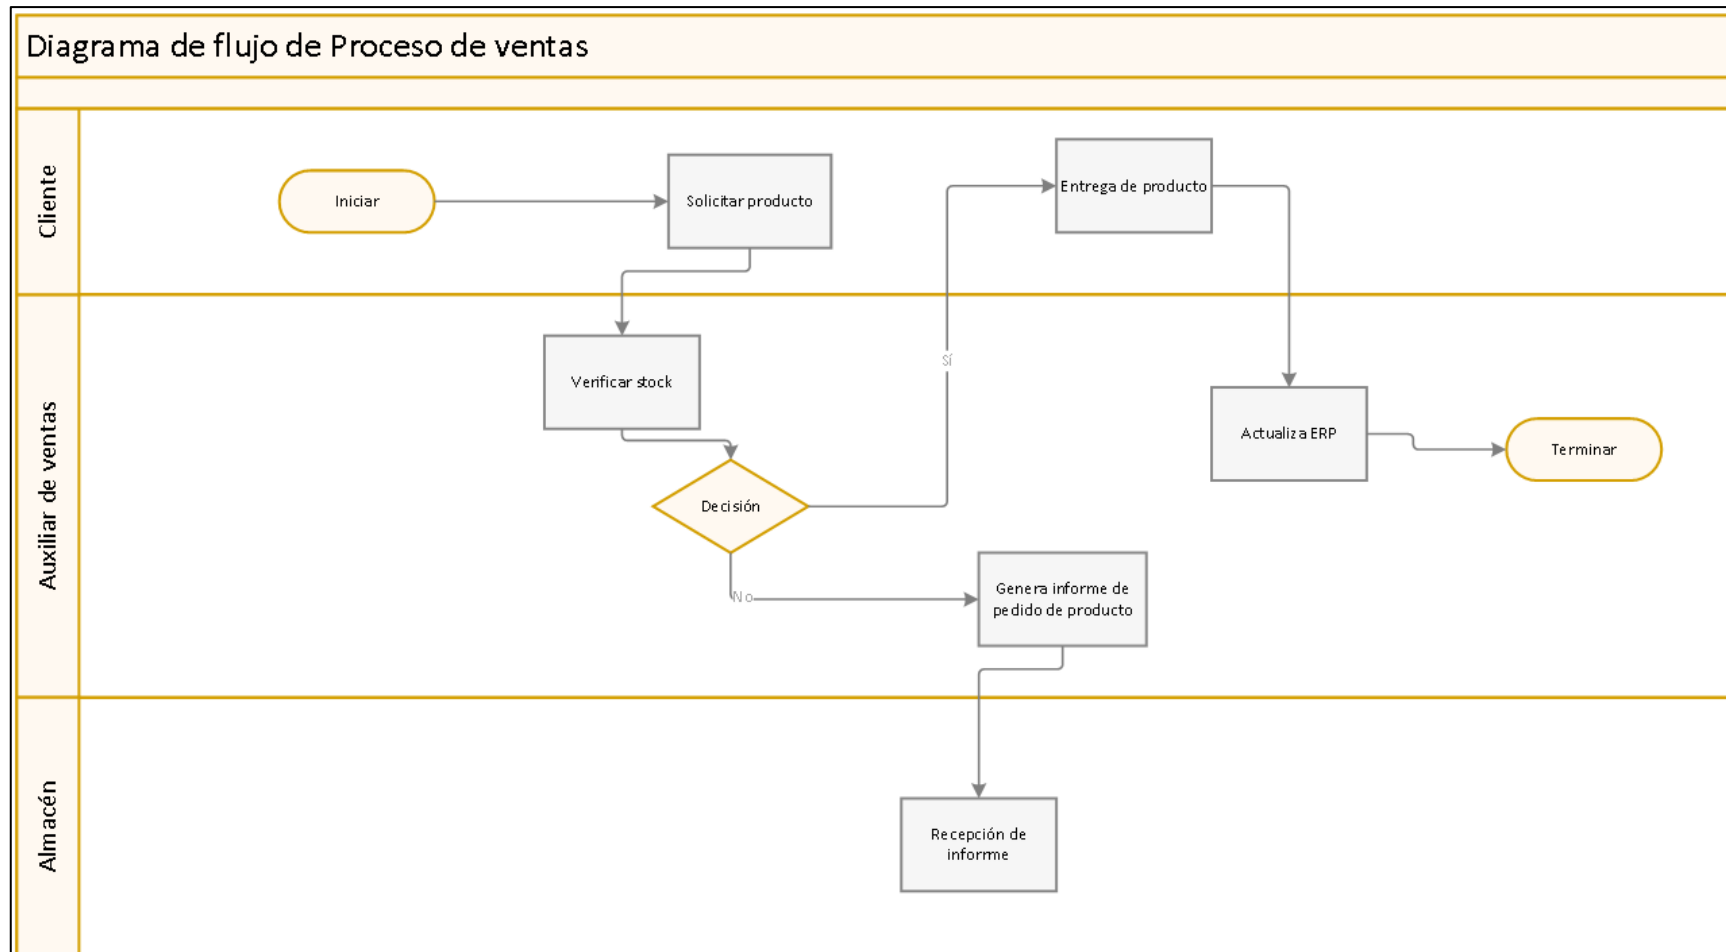 Diagrama de flujo de Proceso de ventas
Cliente
Iniciar
Solicitar producto
Entrega de producto
Auxiliar de ventas
Verificar stock
Sí
Actualiza ERP
Terminar
Decisión
No
Genera informe de
pedido de producto
Almacén
Recepción de
informme